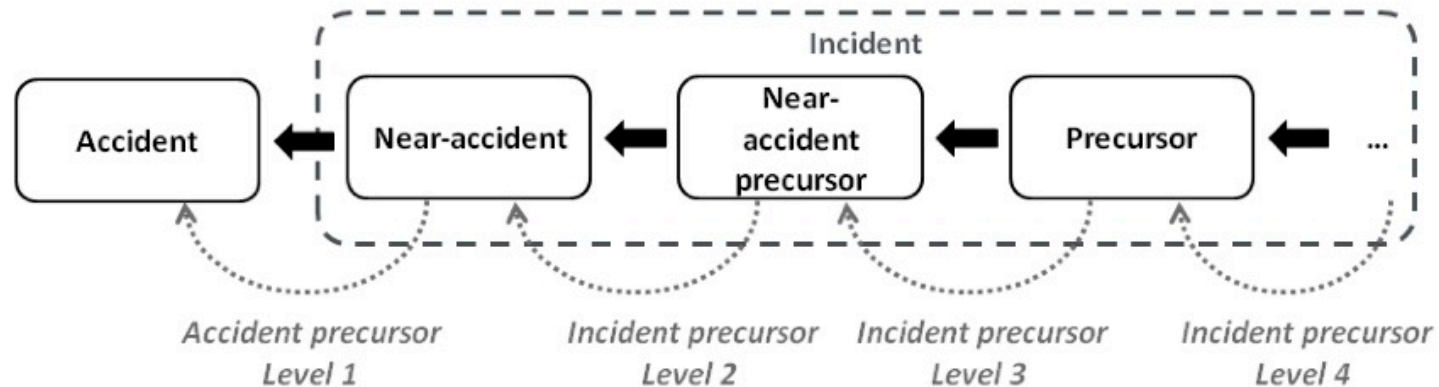 Incident
Accident
Near-accident
Near-
accident
precursor
Precursor
...
Accident precursor
Level 1
Incident precursor
Level 2
Incident precursor
Level 3
Incident precursor
Level 4